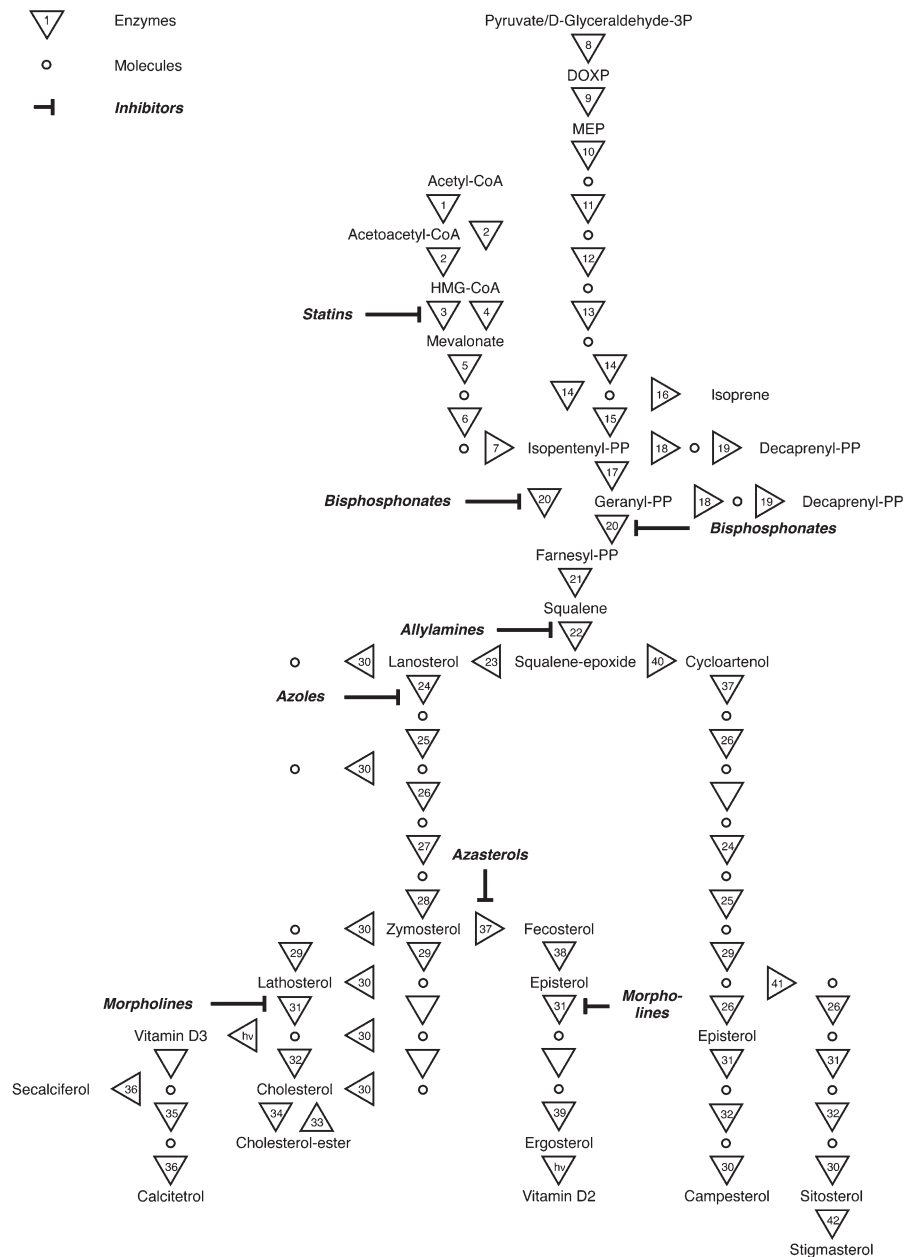 1 Enzymes
Molecules
Inhibitors
Pyruvate/D-Glyceraldehyde-3P
8
DOXP
9
MEP
10
Acetyl-CoA
1 11
Acetoacetyl-CoA 2
2 12
HMG-CoA
Statins 3 4 13
Mevalonate
5 14
14 16 Isoprene
6 15
7 Isopentenyl-PP 18 19 Decaprenyl-PP
17
Bisphosphonates 20 Geranyl-PP 18 19 Decaprenyl-PP
20 Bisphosphonates
Farnesyl-PP
21
Squalene
Allylamines 22
30 Lanosterol 23 Squalene-epoxide 40 Cycloartenol
Azoles 24 37
25 26
30
26
27 24
Azasterols
28 25
30 Zymosterol 37 Fecosterol
29 29 38 29
Lathosterol 30 Episterol 41
Morpholines 31 31 Morpho-
lines 26 26
Vitamin D3 hν 30 Episterol
32 31 31
Secalciferol 36 Cholesterol 30
35 34 33 39 32 32
Cholesterol-ester Ergosterol
36 hν 30 30
Calcitetrol Vitamin D2 Campesterol Sitosterol
42
Stigmasterol